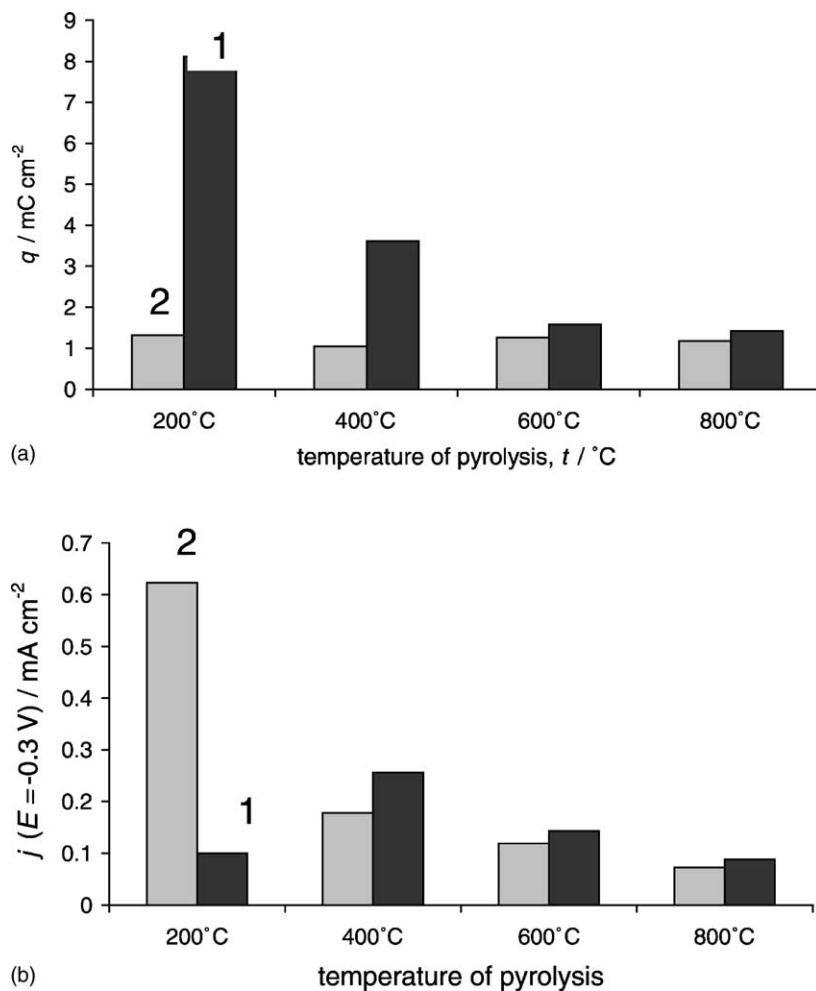 9
8
7
6
5
4
3
2
1
0
q / mC cm⁻²
1
2
200˚C 400˚C 600˚C 800˚C
(a)
temperature of pyrolysis, t / ˚C
0.7
0.6
0.5
0.4
0.3
0.2
0.1
0
j (E = -0.3 V) / mA cm⁻²
2
1
200˚C 400˚C 600˚C 800˚C
(b)
temperature of pyrolysis